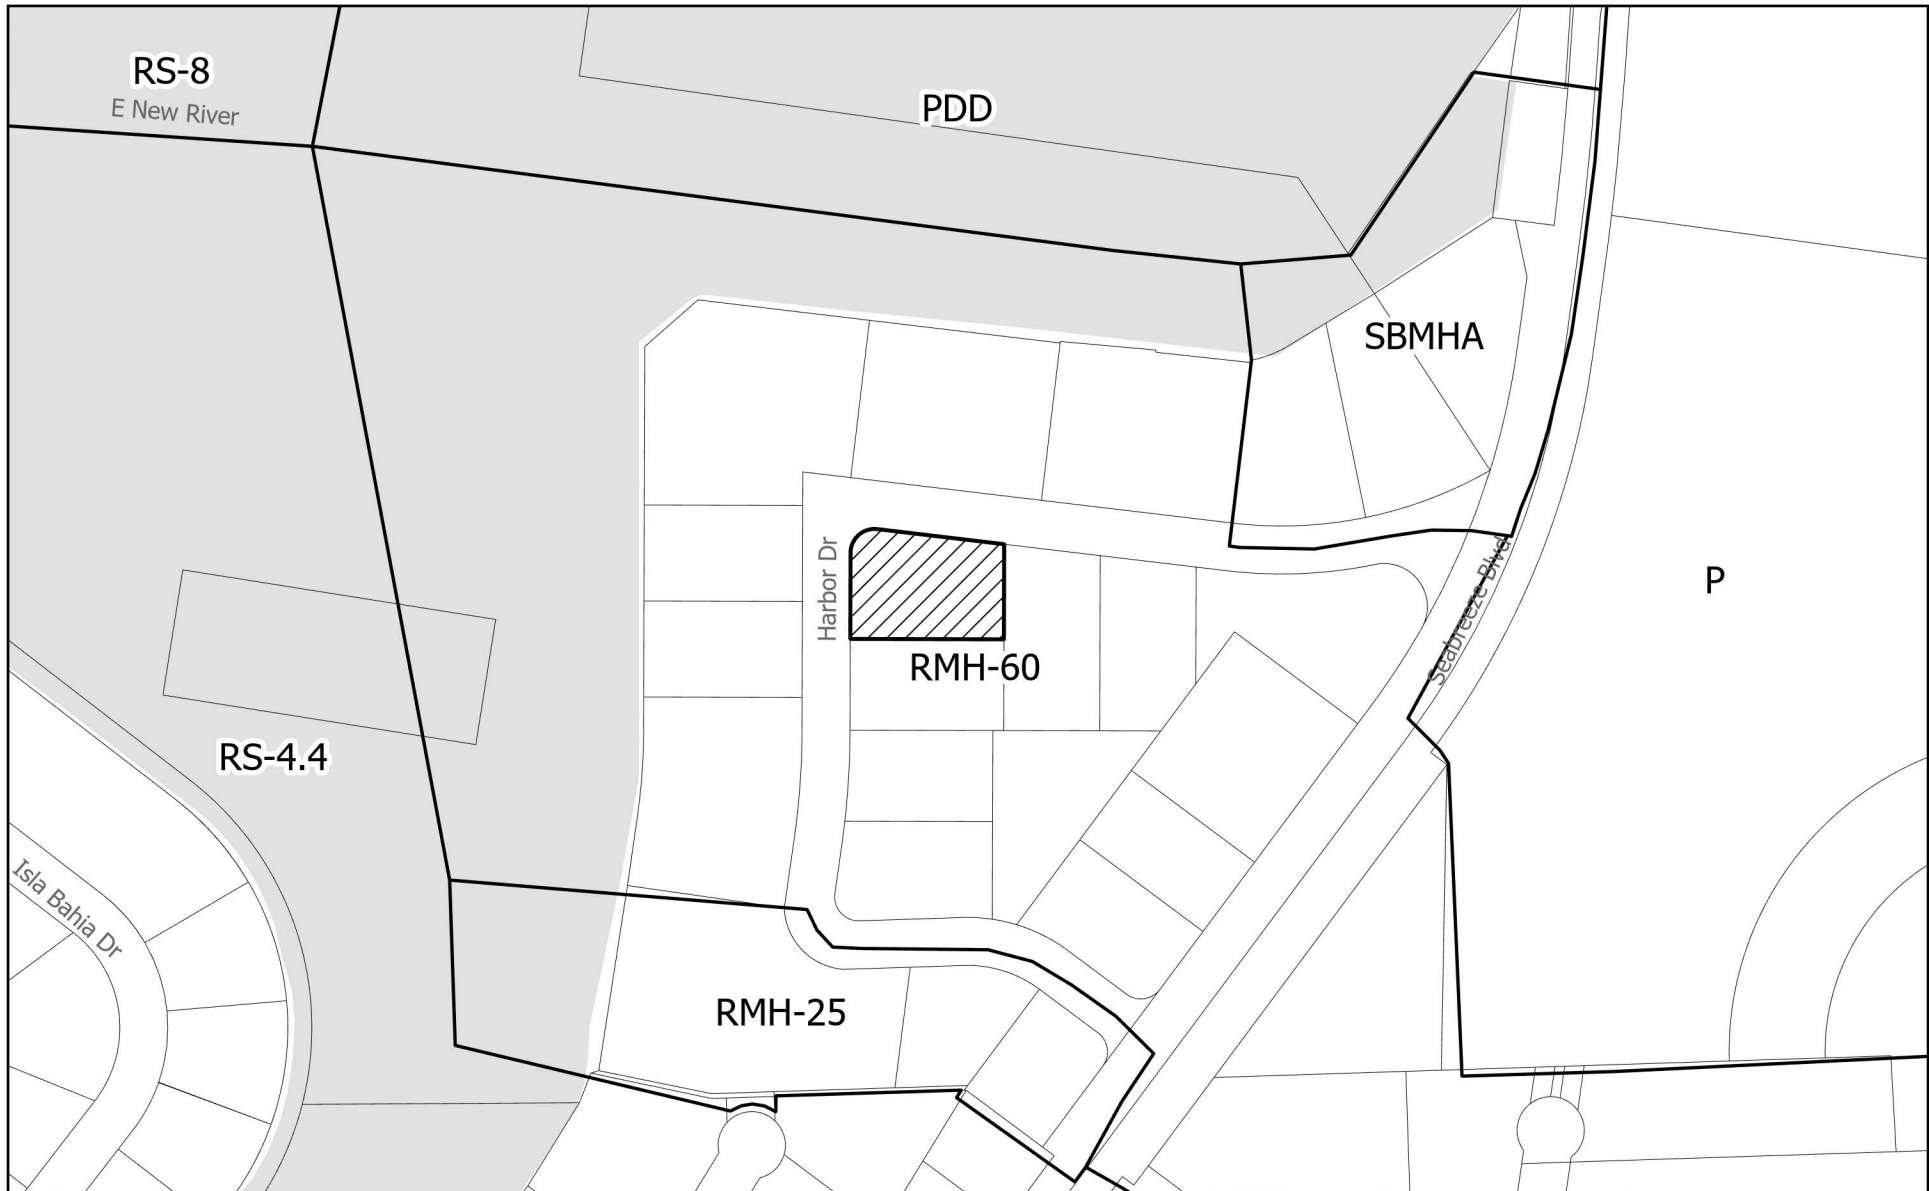 RS-8
E New River
PDD
SBMHA
Harbor Dr
Seabreeze Blvd
P
RMH-60
RS-4.4
Isla Bahia Dr
RMH-25